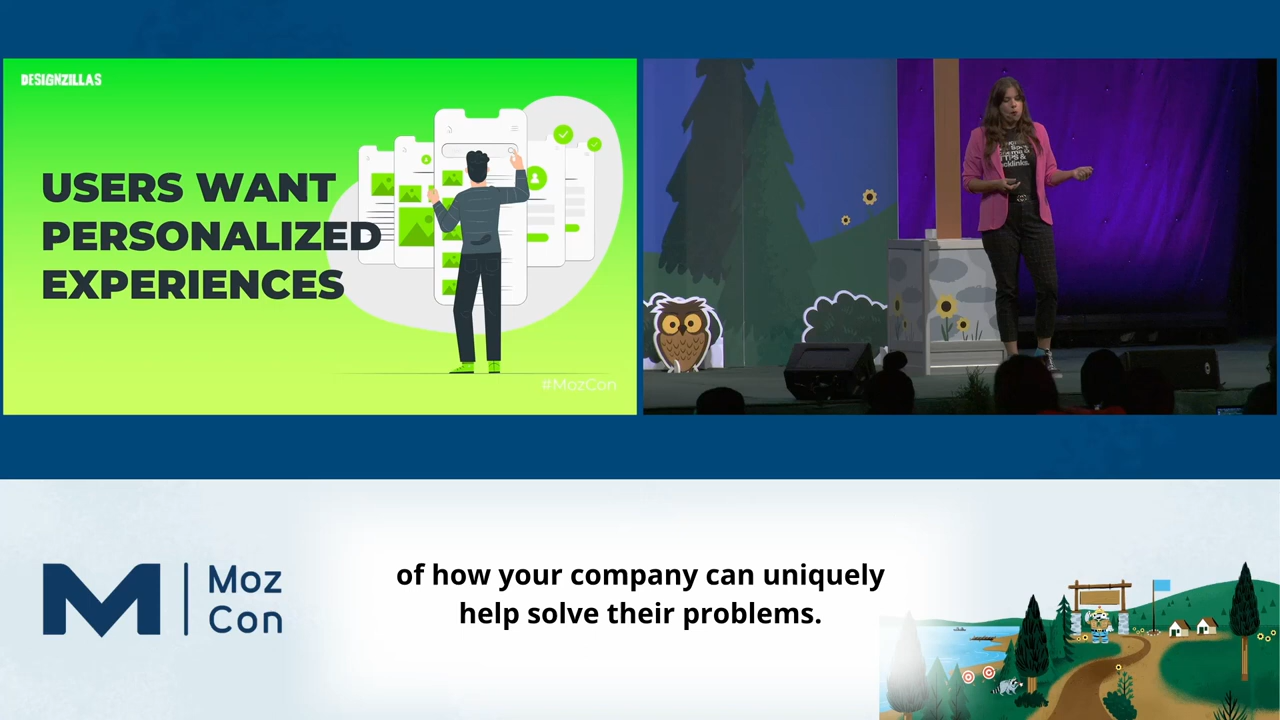 DESIGNZILLAS
USERS WANT
PERSONALIZED
EXPERIENCES
#MozCon
of how your company can uniquely
help solve their problems.
M
Moz
Con